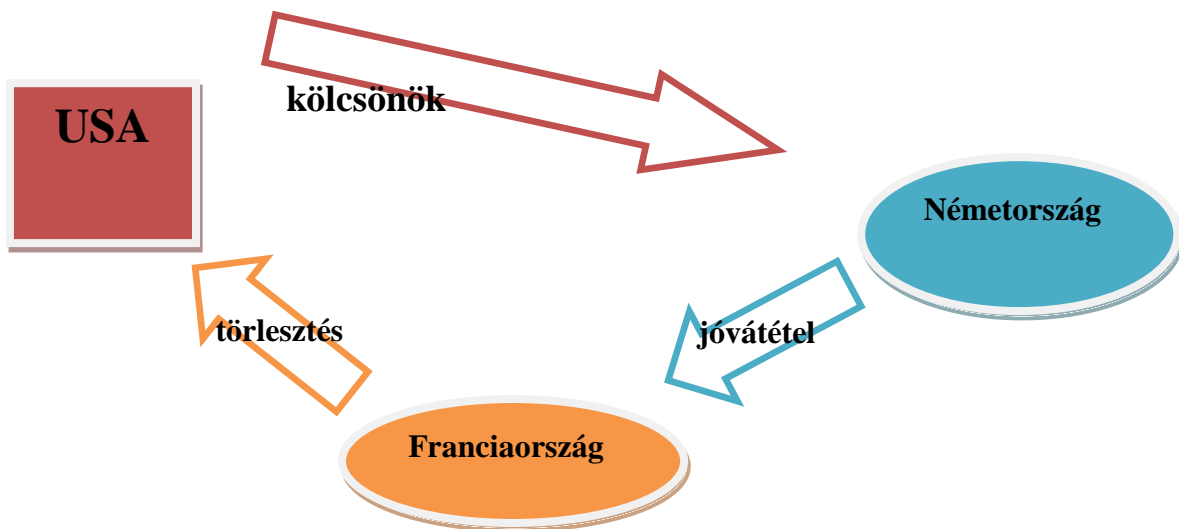 USA
kölcsönök
Németország
jóvátétel
Franciaország
törlesztés